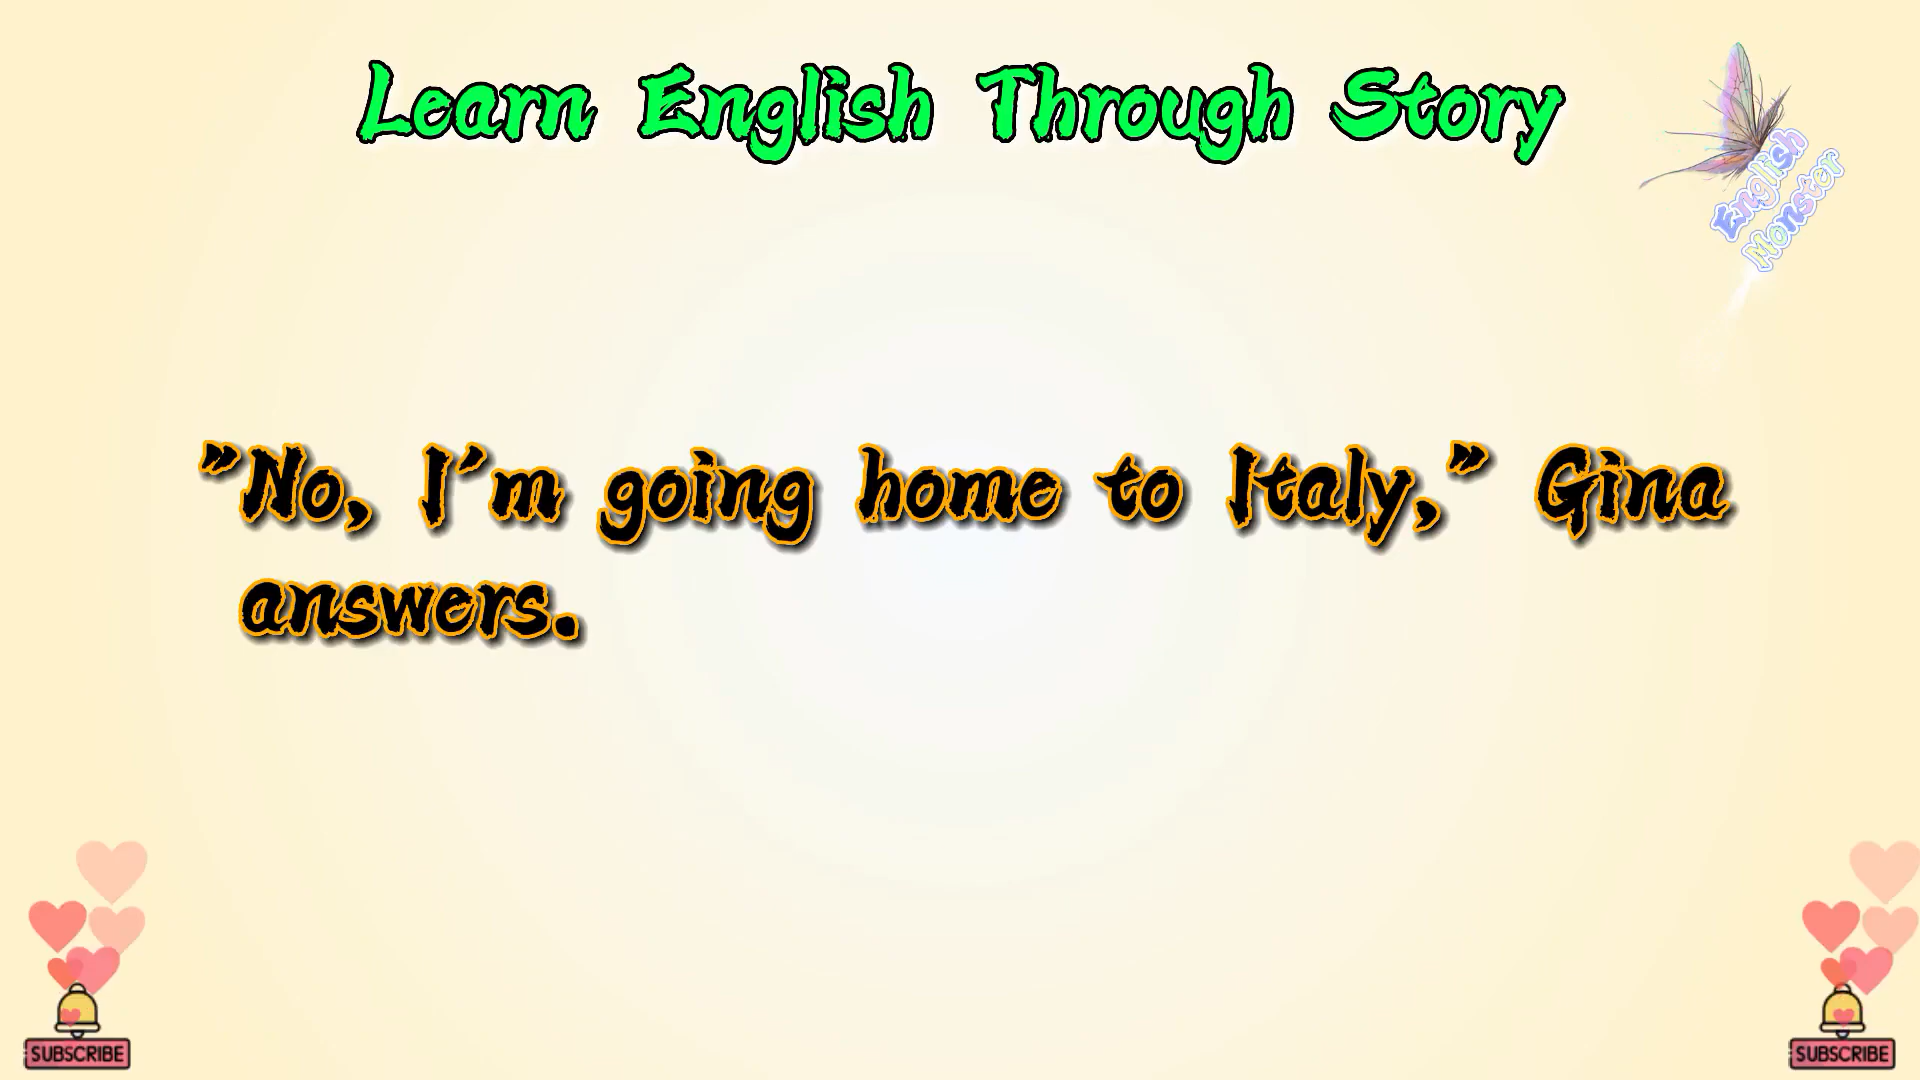 Learn English Through Story
English
Monster
"No, I'm going home to Italy," Gina
answers.
SUBSCRIBE
SUBSCRIBE